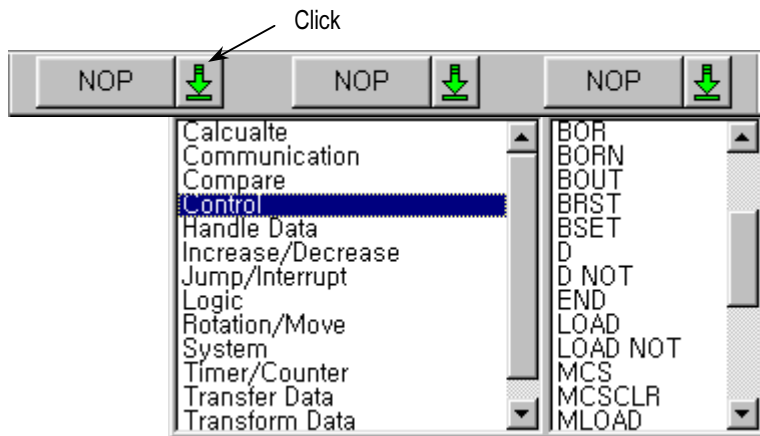 Click
NOP NOP NOP
Calcualte
Communication
Compare
Control
Handle Data
Increase/Decrease
Jump/Interrupt
Logic
Rotation/Move
System
Timer/Counter
Transfer Data
Transform Data
BOR
BORN
BOUT
BRST
BSET
D
D NOT
END
LOAD
LOAD NOT
MCS
MCSCLR
MLOAD